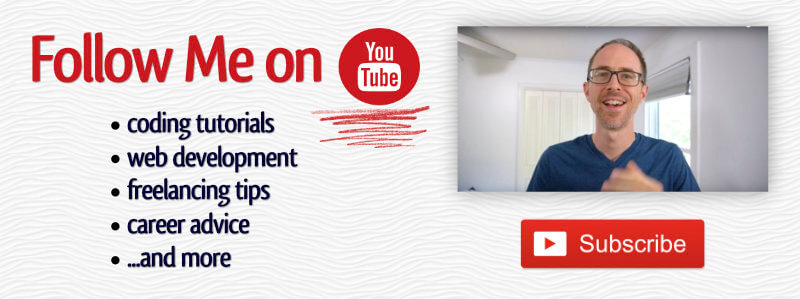 Follow Me on
You
Tube
• coding tutorials
• web development
• freelancing tips
• career advice
• ...and more
Subscribe